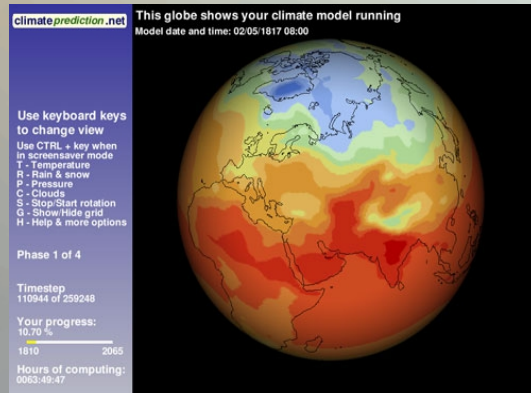 climateprediction.net
This globe shows your climate model running
Model date and time: 02/05/1817 08:00
Use keyboard keys
to change view
Use CTRL + key when
in screensaver mode
T - Temperature
R - Rain & snow
P - Pressure
C - Clouds
S - Stop/Start rotation
G - Show/Hide grid
H - Help & more options
Phase 1 of 4
Timestep
110944 of 259248
Your progress:
10.70 %
1810 2065
Hours of computing:
0063:49:47